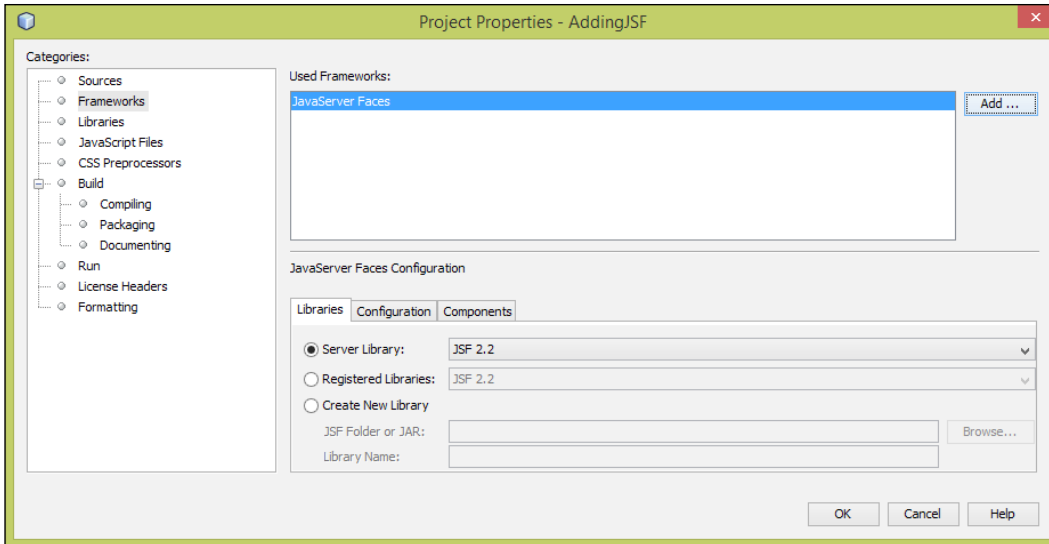 Project Properties - AddingJSF
Categories:
Sources
Frameworks
Libraries
JavaScript Files
CSS Preprocessors
Build
Compiling
Packaging
Documenting
Run
License Headers
Formatting
Used Frameworks:
JavaServer Faces
Add ...
JavaServer Faces Configuration
Libraries Configuration Components
Server Library: JSF 2.2
Registered Libraries: JSF 2.2
Create New Library
JSF Folder or JAR: Browse...
Library Name:
OK Cancel Help